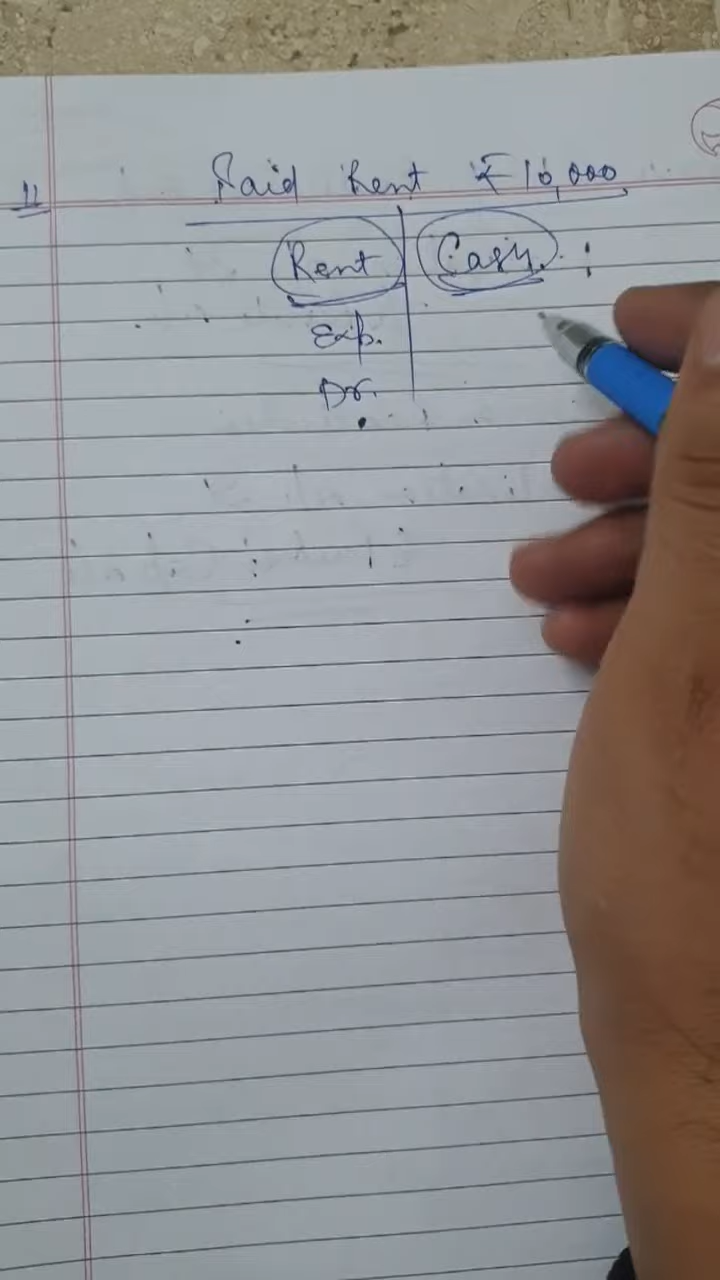 11 Paid Rent ₹10,000
Rent Cash
Exp.
Dr.